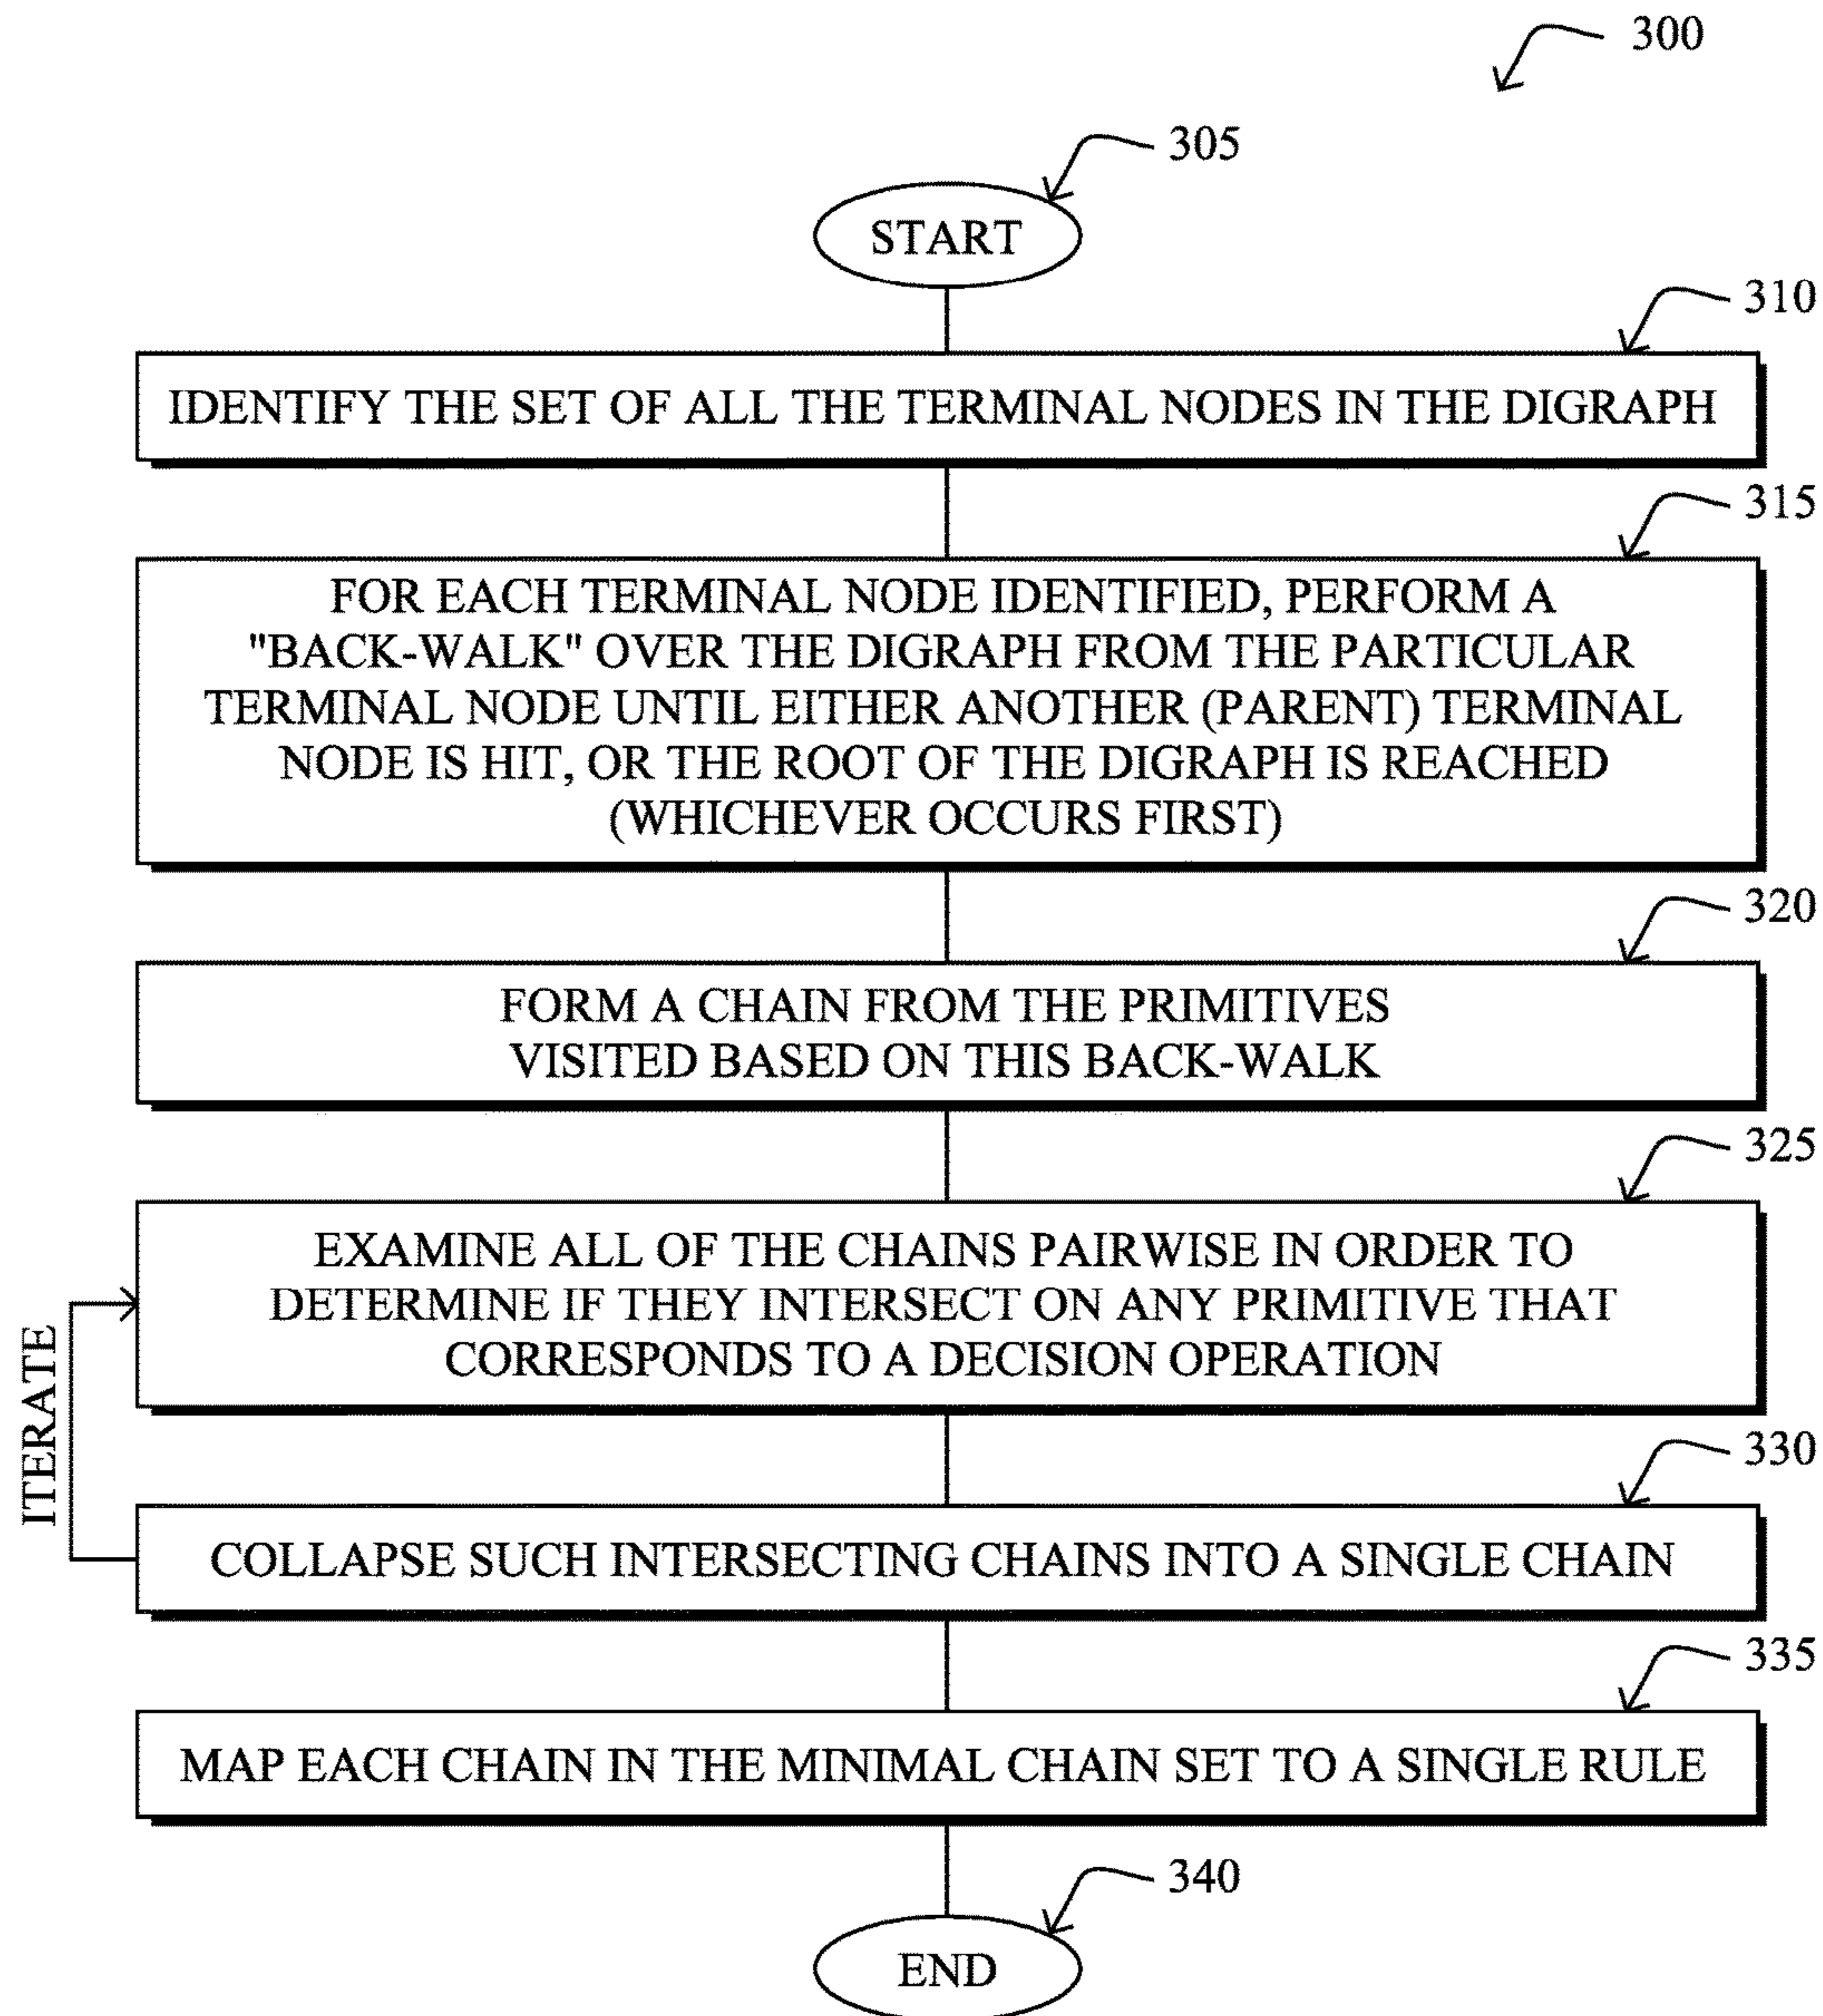 300
305
START
310
IDENTIFY THE SET OF ALL THE TERMINAL NODES IN THE DIGRAPH
315
FOR EACH TERMINAL NODE IDENTIFIED, PERFORM A
"BACK-WALK" OVER THE DIGRAPH FROM THE PARTICULAR
TERMINAL NODE UNTIL EITHER ANOTHER (PARENT) TERMINAL
NODE IS HIT, OR THE ROOT OF THE DIGRAPH IS REACHED
(WHICHEVER OCCURS FIRST)
320
FORM A CHAIN FROM THE PRIMITIVES
VISITED BASED ON THIS BACK-WALK
325
EXAMINE ALL OF THE CHAINS PAIRWISE IN ORDER TO
DETERMINE IF THEY INTERSECT ON ANY PRIMITIVE THAT
CORRESPONDS TO A DECISION OPERATION
ITERATE
330
COLLAPSE SUCH INTERSECTING CHAINS INTO A SINGLE CHAIN
335
MAP EACH CHAIN IN THE MINIMAL CHAIN SET TO A SINGLE RULE
340
END